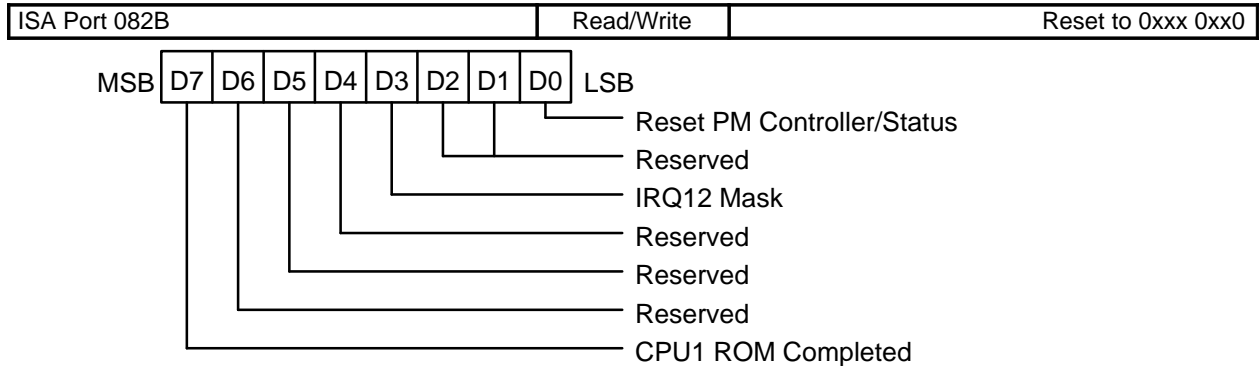 ISA Port 082B Read/Write Reset to 0xxx 0xx0
MSB D7 D6 D5 D4 D3 D2 D1 D0 LSB
Reset PM Controller/Status
Reserved
IRQ12 Mask
Reserved
Reserved
Reserved
CPU1 ROM Completed